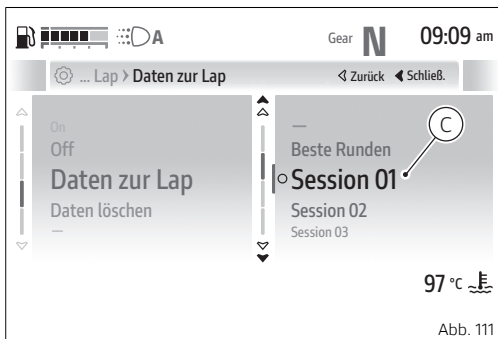 A Gear N 09:09 am
... Lap › Daten zur Lap Zurück Schließ.
On
Off
Daten zur Lap
Daten löschen
—
—
Beste Runden
Session 01
Session 02
Session 03
C
97 °C
Abb. 111